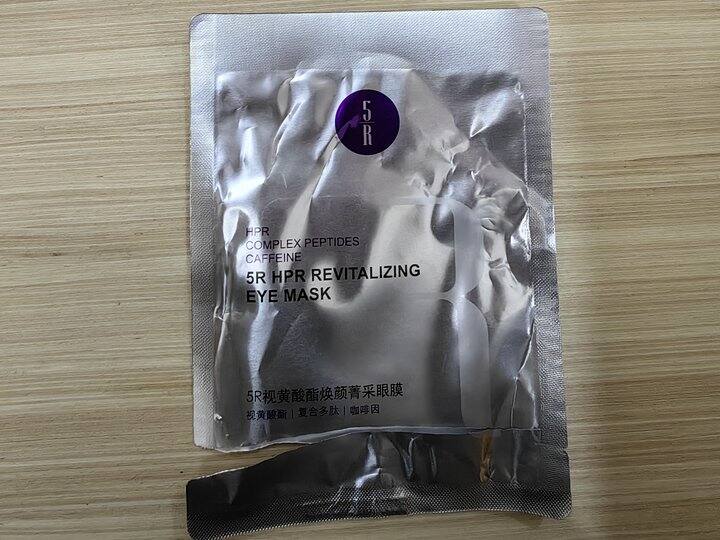 5
R
HPR
COMPLEX PEPTIDES
CAFFEINE
5R HPR REVITALIZING
EYE MASK
5R视黄酸酯焕颜菁采眼膜
视黄酸酯 | 复合多肽 | 咖啡因